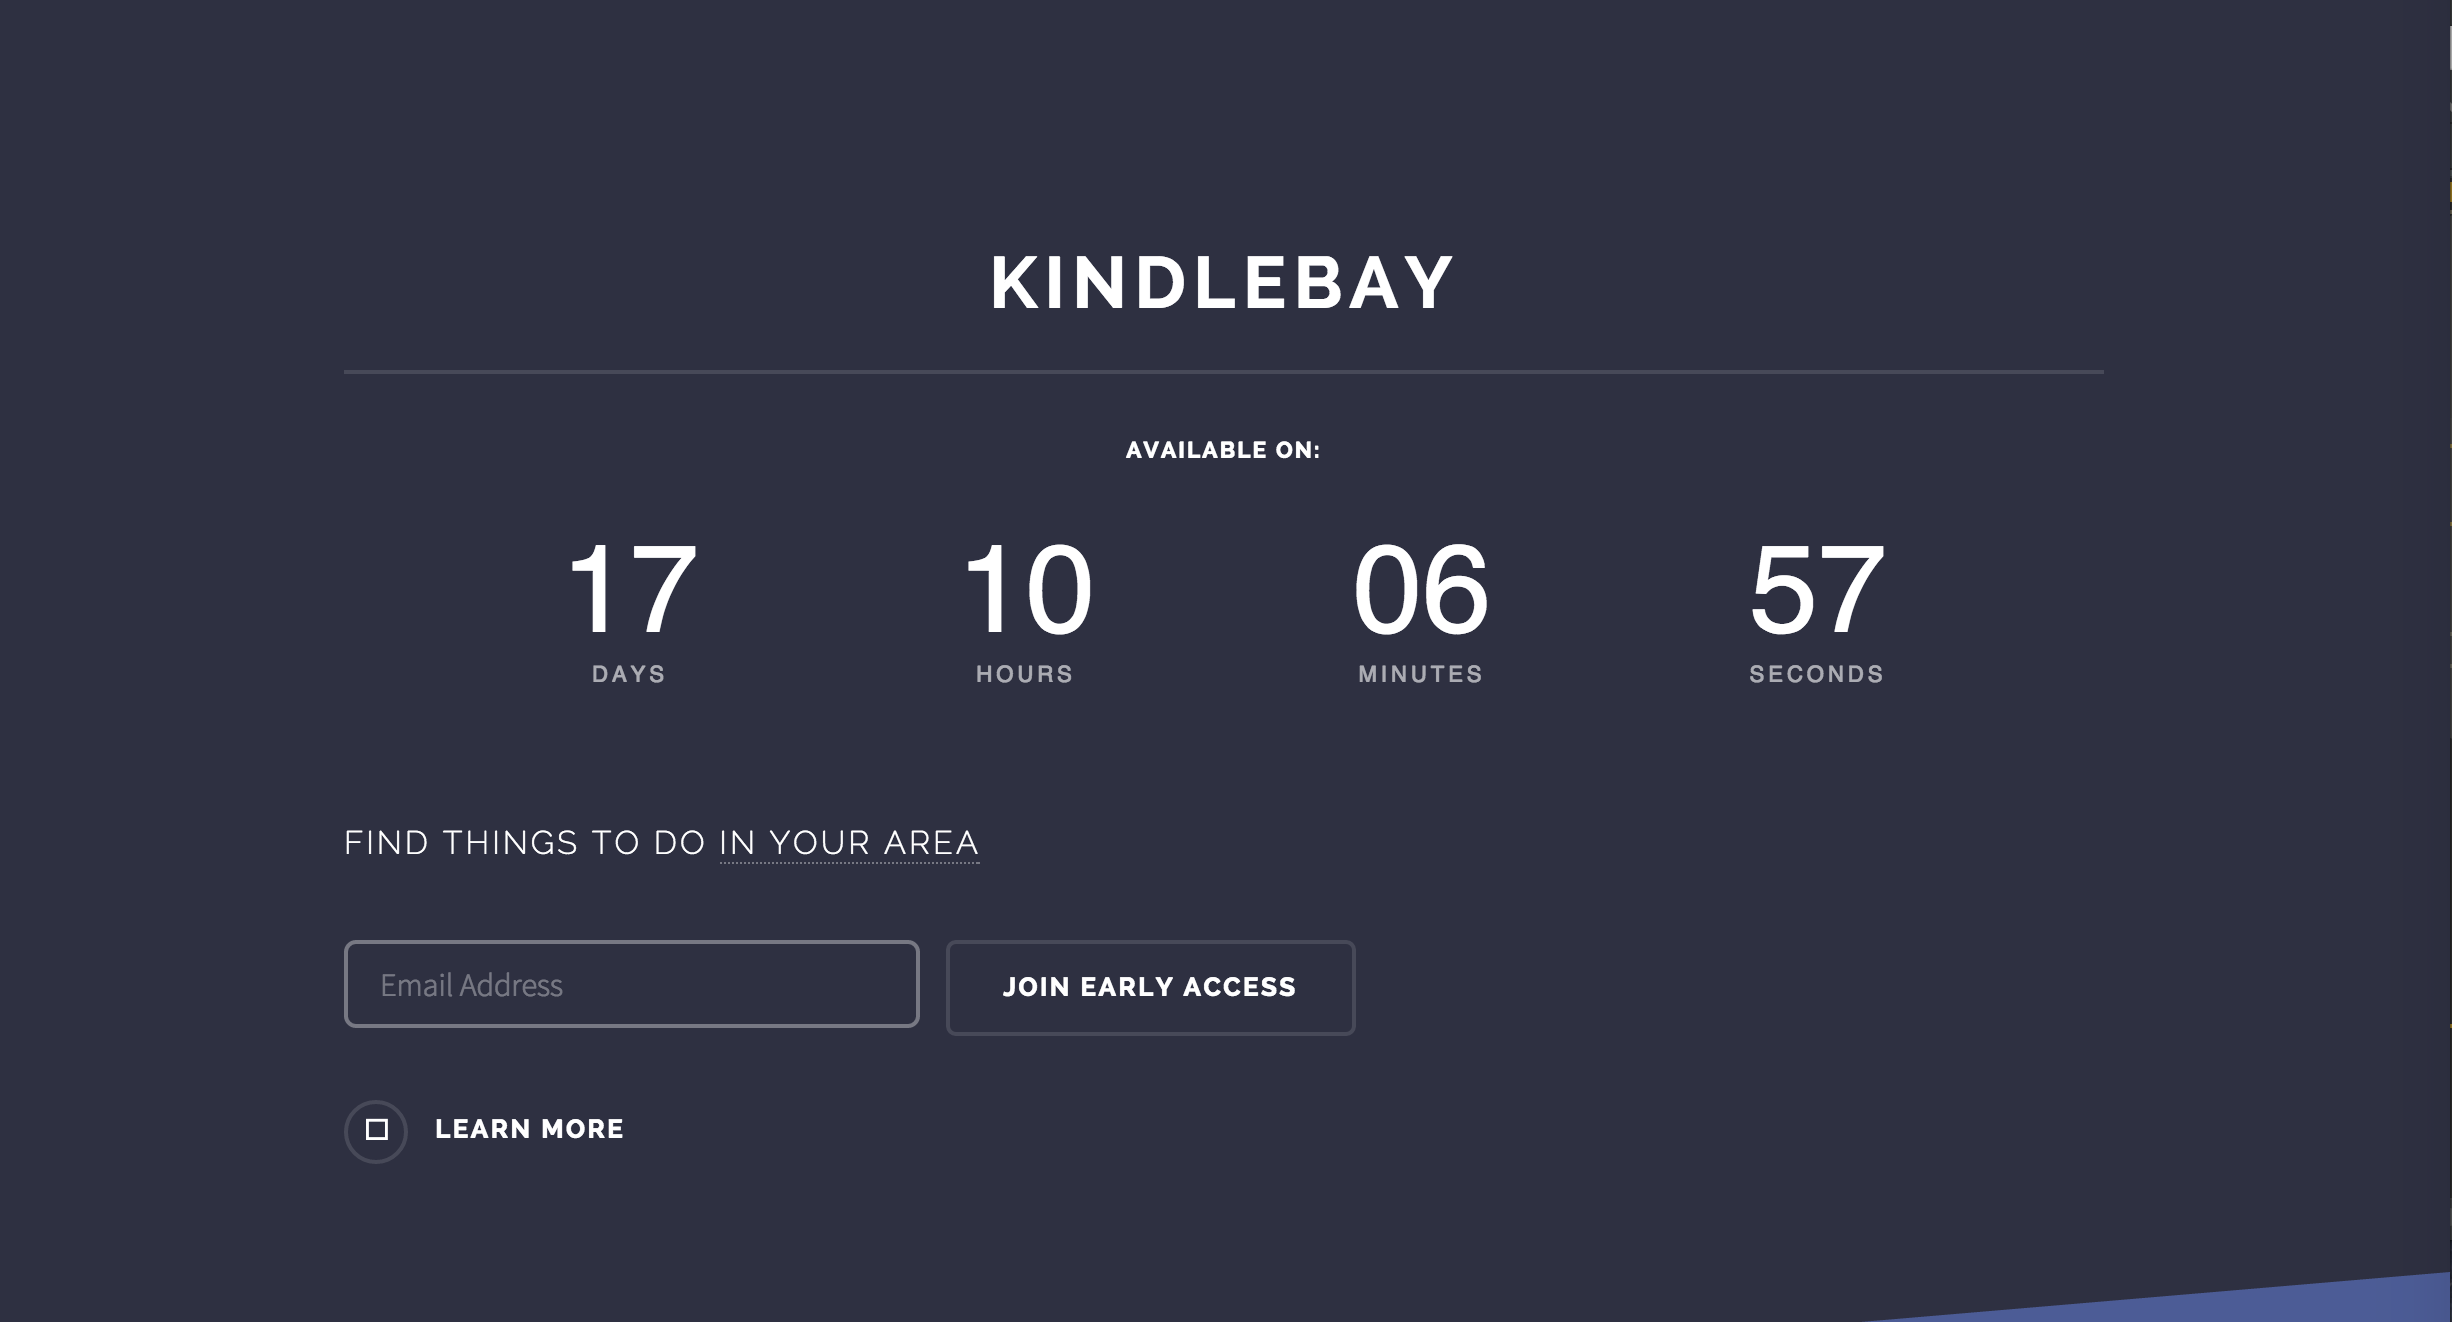 KINDLEBAY
AVAILABLE ON:
17 10 06 57
DAYS HOURS MINUTES SECONDS
FIND THINGS TO DO IN YOUR AREA
Email Address
JOIN EARLY ACCESS
LEARN MORE